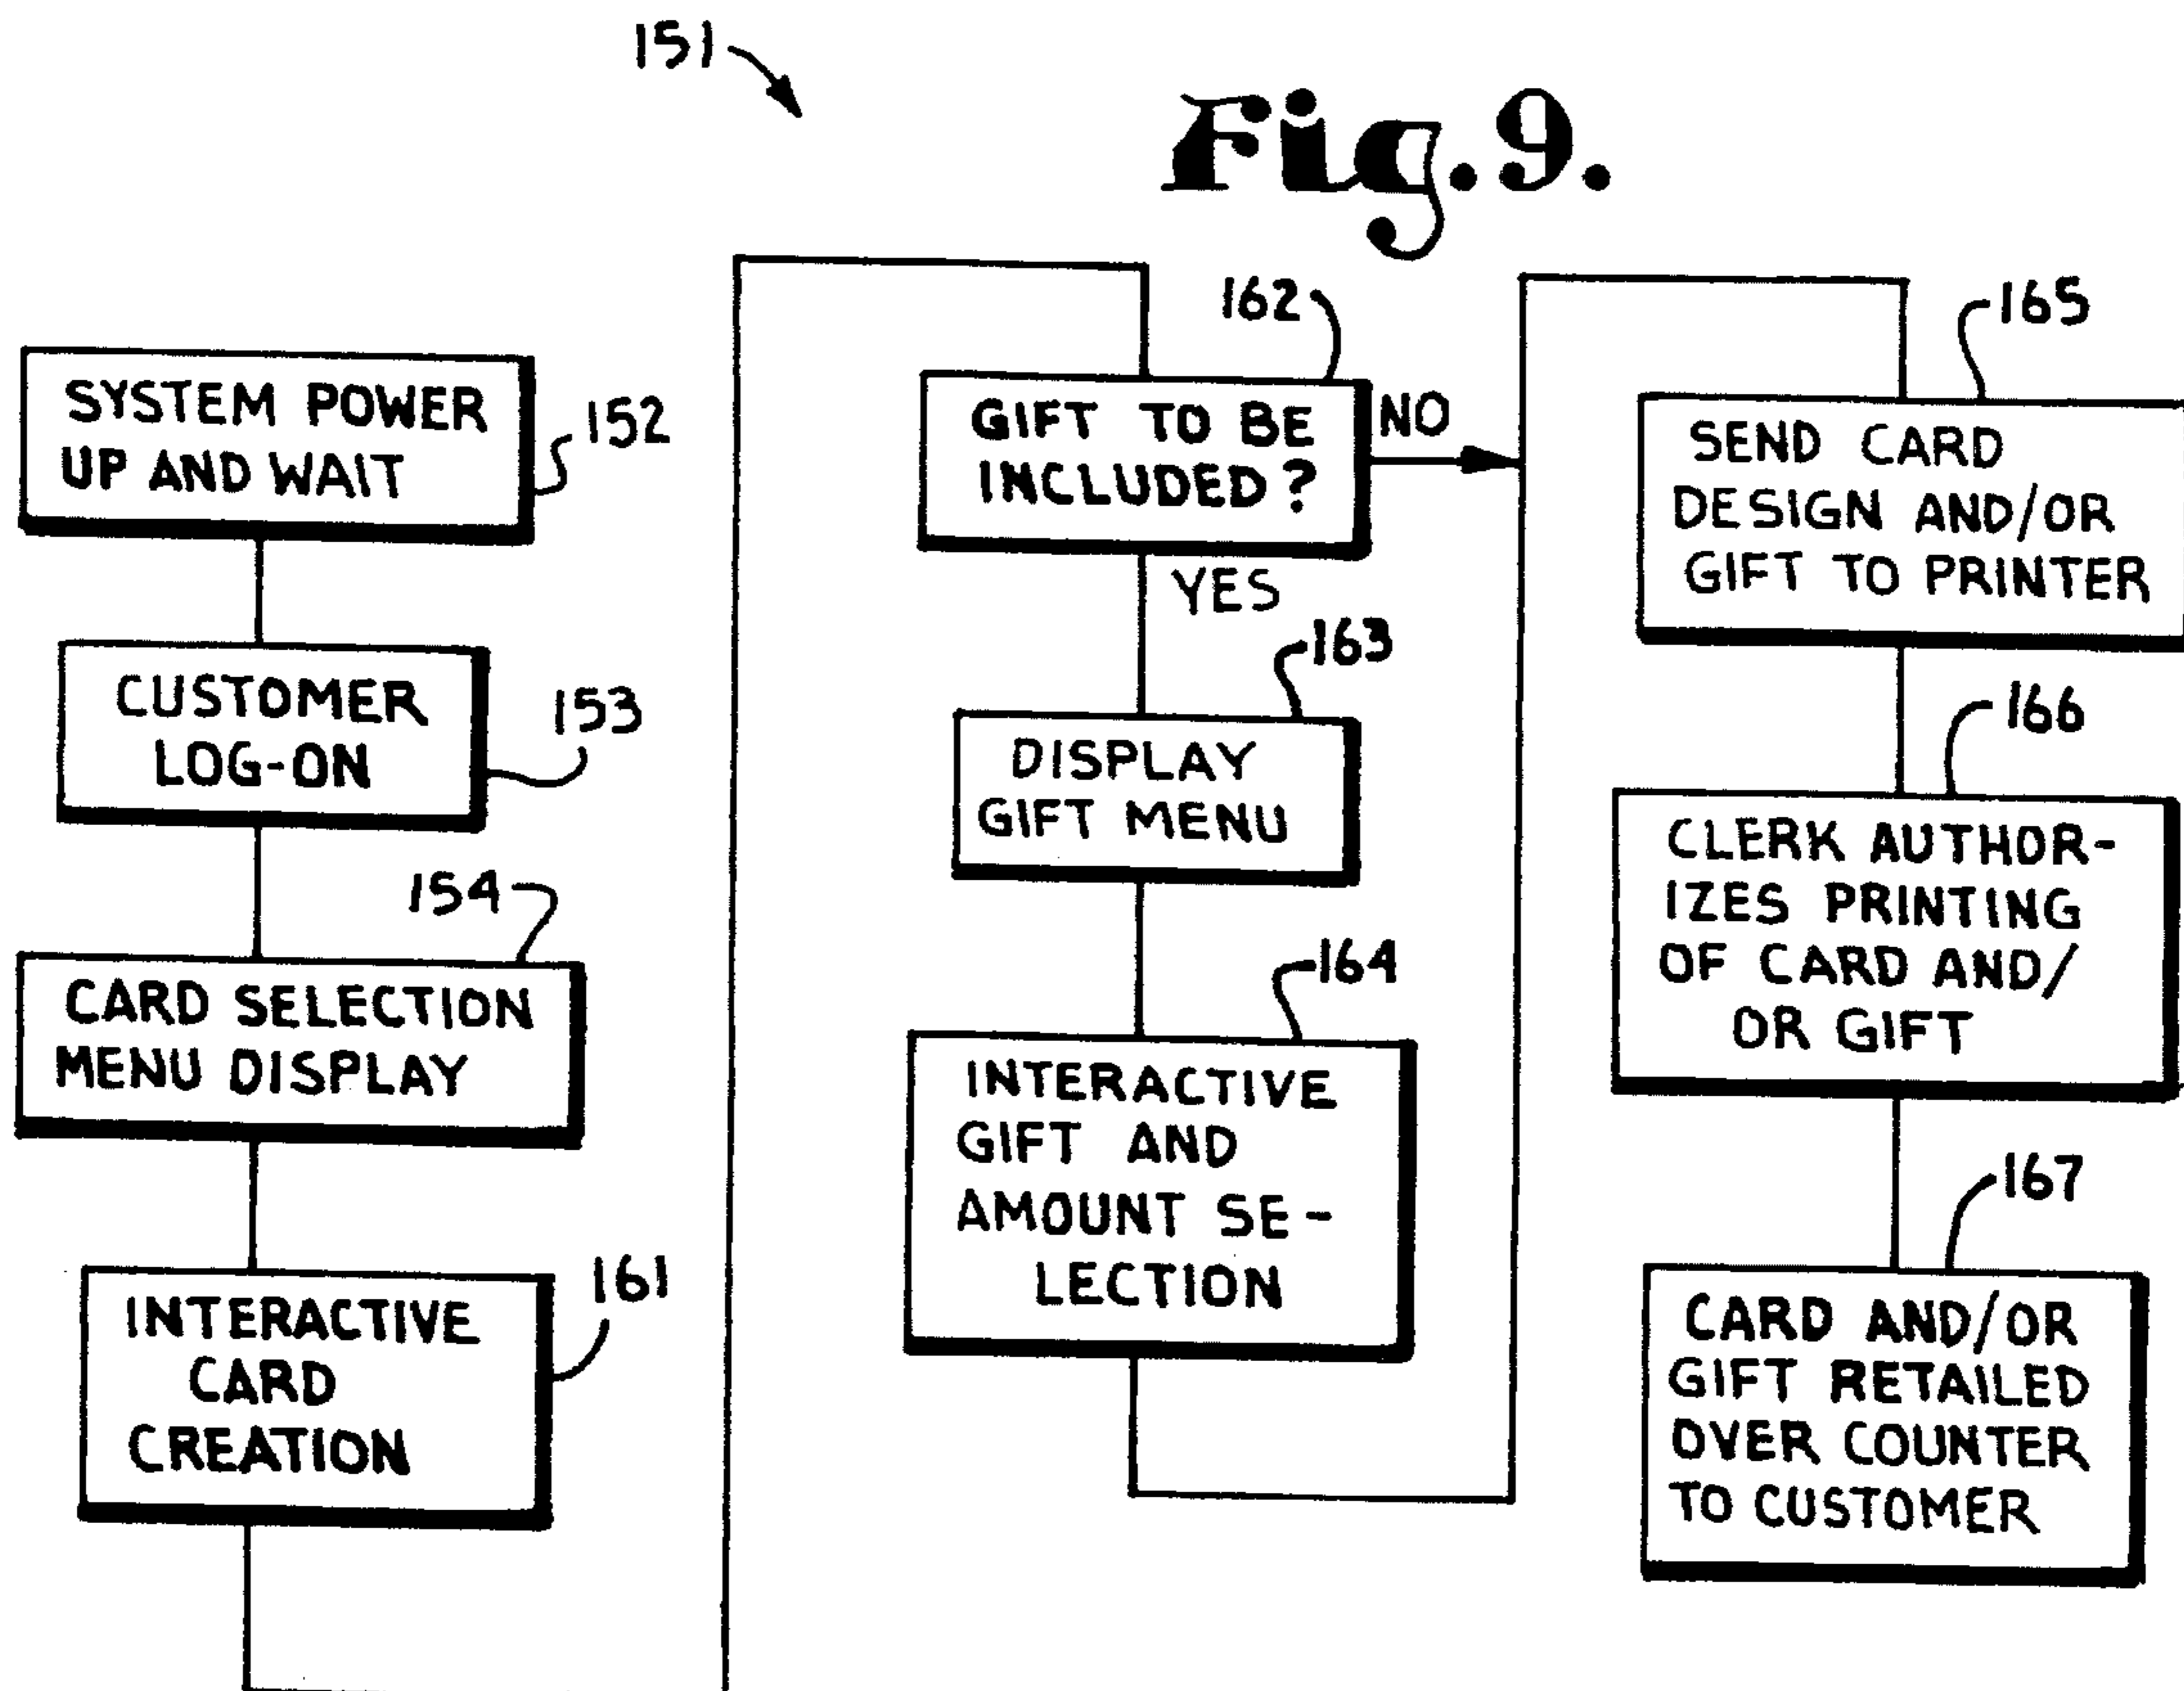 151
Fig.9.
SYSTEM POWER
UP AND WAIT
152
CUSTOMER
LOG-ON
153
154
CARD SELECTION
MENU DISPLAY
INTERACTIVE
CARD
CREATION
161
162
GIFT TO BE
INCLUDED?
NO
YES
163
DISPLAY
GIFT MENU
164
INTERACTIVE
GIFT AND
AMOUNT SE-
LECTION
165
SEND CARD
DESIGN AND/OR
GIFT TO PRINTER
166
CLERK AUTHOR-
IZES PRINTING
OF CARD AND/
OR GIFT
167
CARD AND/OR
GIFT RETAILED
OVER COUNTER
TO CUSTOMER